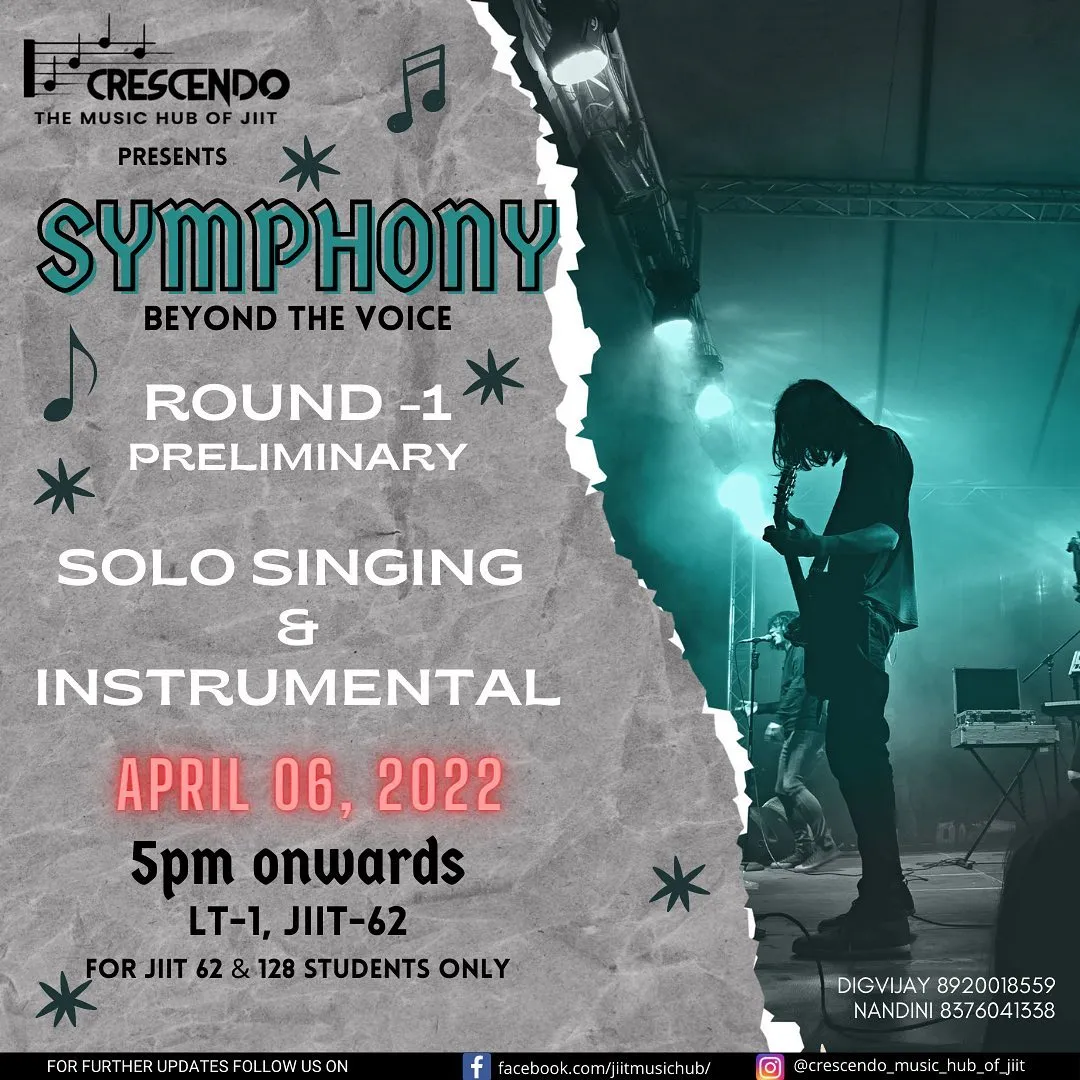 CRESCENDO
THE MUSIC HUB OF JIIT
PRESENTS
SYMPHONY
BEYOND THE VOICE
ROUND -1
PRELIMINARY
SOLO SINGING
&
INSTRUMENTAL
APRIL 06, 2022
5pm onwards
LT-1, JIIT-62
FOR JIIT 62 & 128 STUDENTS ONLY
DIGVIJAY 8920018559
NANDINI 8376041338
FOR FURTHER UPDATES FOLLOW US ON
facebook.com/jiitmusichub/
@crescendo_music_hub_of_jiit